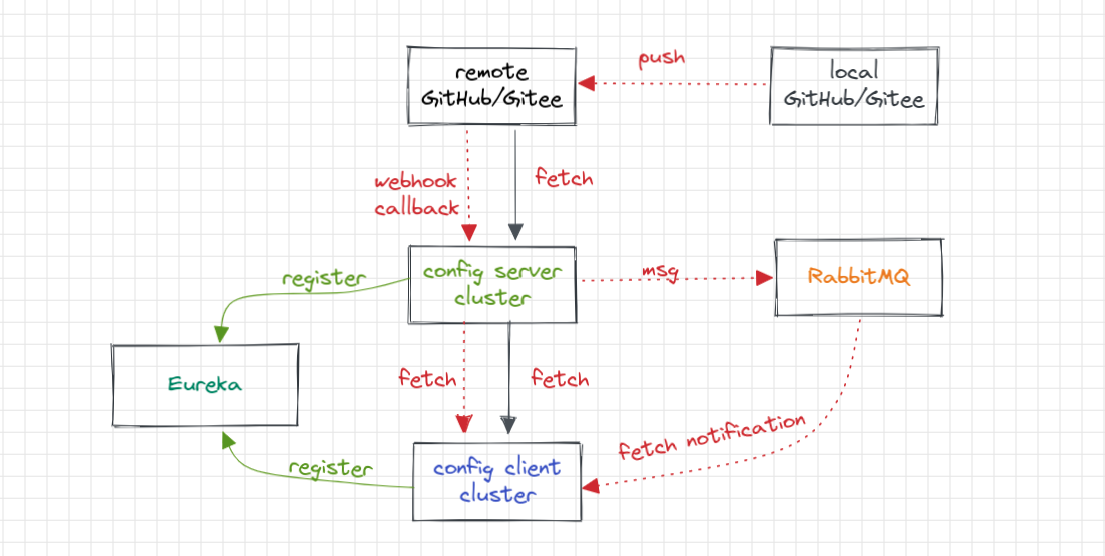 push
remote
GitHub/Gitee
local
GitHub/Gitee
webhook
callback
fetch
register
config server
cluster
msg
RabbitMQ
Eureka
fetch
fetch
fetch notification
register
config client
cluster